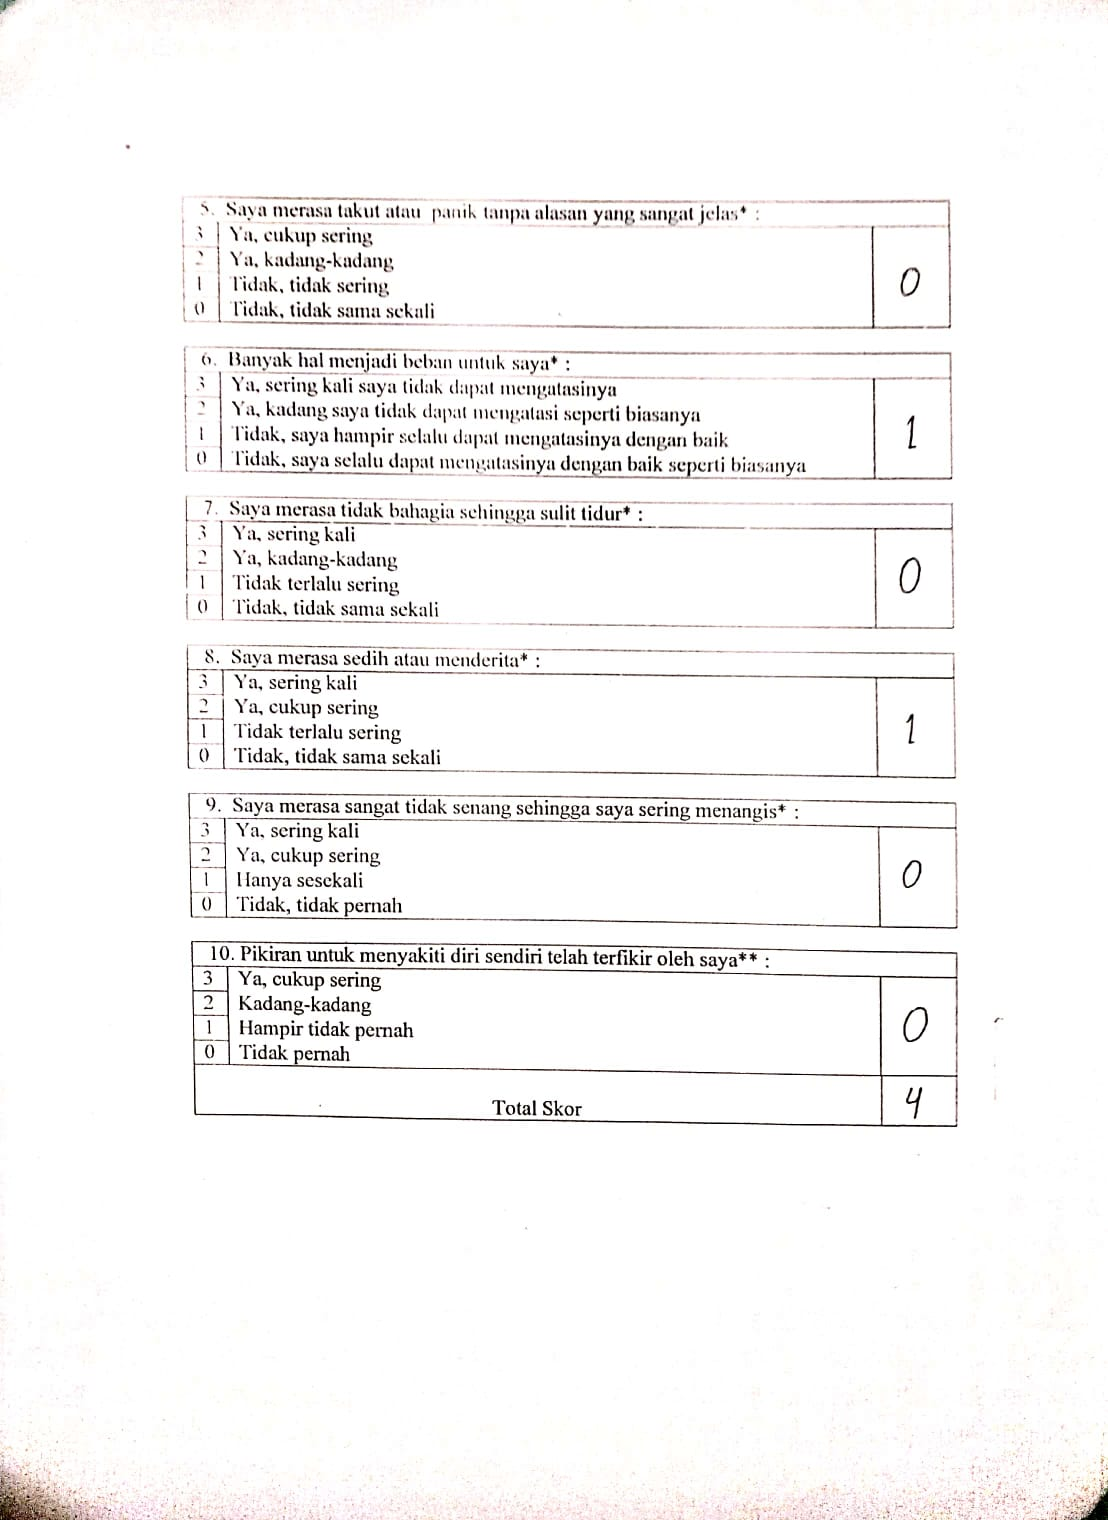 5. Saya merasa takut atau panik tanpa alasan yang sangat jelas* :
3 Ya, cukup sering
2 Ya, kadang-kadang
1 Tidak, tidak sering
0 Tidak, tidak sama sekali
0
6. Banyak hal menjadi beban untuk saya* :
3 Ya, sering kali saya tidak dapat mengatasinya
2 Ya, kadang saya tidak dapat mengatasi seperti biasanya
1 Tidak, saya hampir selalu dapat mengatasinya dengan baik
0 Tidak, saya selalu dapat mengatasinya dengan baik seperti biasanya
1
7. Saya merasa tidak bahagia sehingga sulit tidur* :
3 Ya, sering kali
2 Ya, kadang-kadang
1 Tidak terlalu sering
0 Tidak, tidak sama sekali
0
8. Saya merasa sedih atau menderita* :
3 Ya, sering kali
2 Ya, cukup sering
1 Tidak terlalu sering
0 Tidak, tidak sama sekali
1
9. Saya merasa sangat tidak senang sehingga saya sering menangis* :
3 Ya, sering kali
2 Ya, cukup sering
1 Hanya sesekali
0 Tidak, tidak pernah
0
10. Pikiran untuk menyakiti diri sendiri telah terfikir oleh saya** :
3 Ya, cukup sering
2 Kadang-kadang
1 Hampir tidak pernah
0 Tidak pernah
0
Total Skor 4